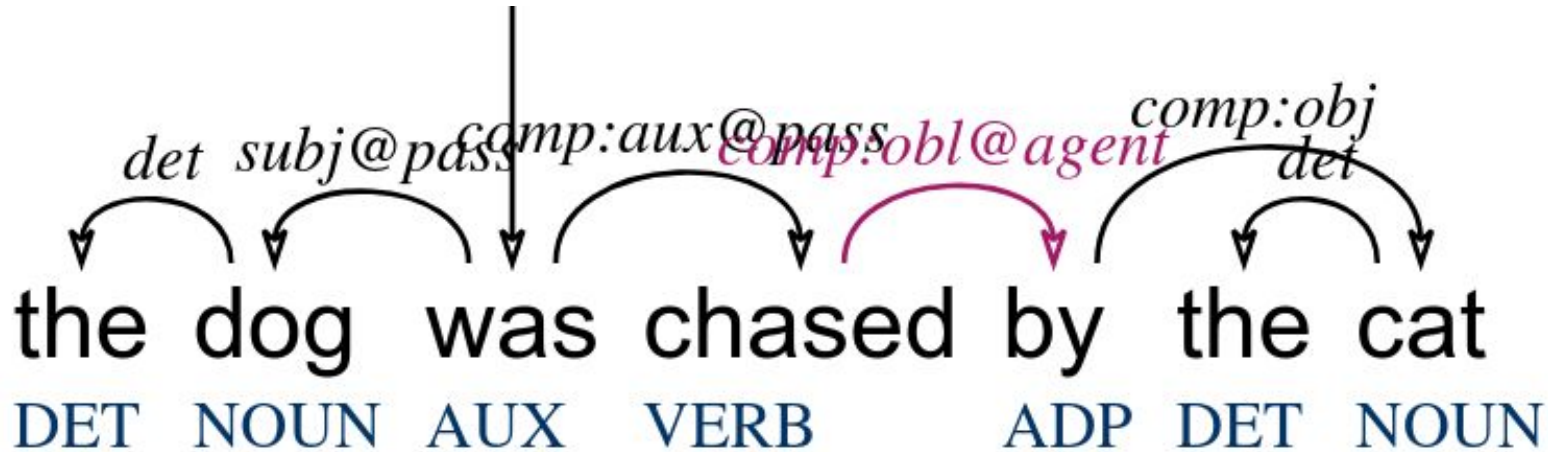 det subj@pass comp:aux@pass comp:obl@agent comp:obj det
the dog was chased by the cat
DET NOUN AUX VERB ADP DET NOUN